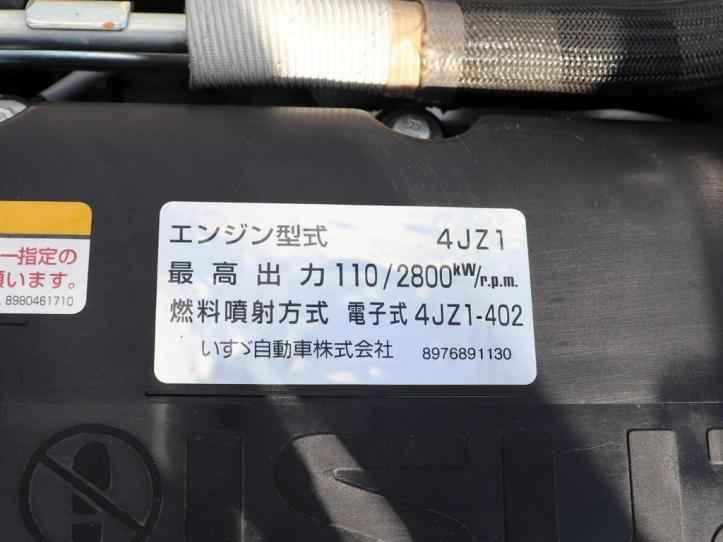 エンジン型式 4JZ1
最高出力 110/2800kW/r.p.m.
燃料噴射方式 電子式 4JZ1-402
いすゞ自動車株式会社 8976891130
一指定の
願います。
8980461710
ISU